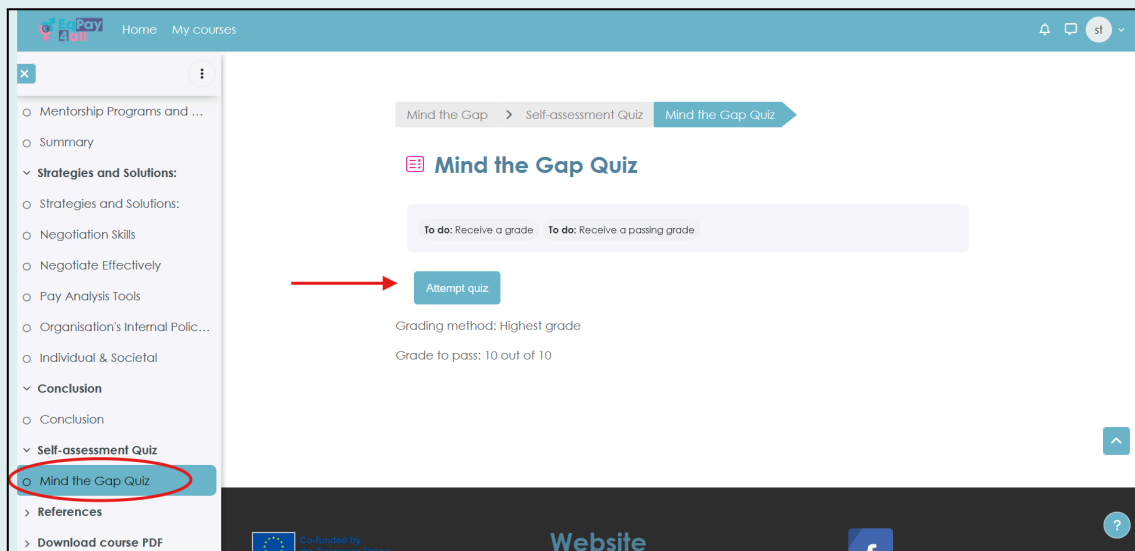 EqPay
4all
Home My courses
st
Mentorship Programs and ...
Summary
Strategies and Solutions:
Strategies and Solutions:
Negotiation Skills
Negotiate Effectively
Pay Analysis Tools
Organisation's Internal Polic...
Individual & Societal
Conclusion
Conclusion
Self-assessment Quiz
Mind the Gap Quiz
References
Download course PDF
Mind the Gap > Self-assessment Quiz Mind the Gap Quiz
Mind the Gap Quiz
To do: Receive a grade To do: Receive a passing grade
Attempt quiz
Grading method: Highest grade
Grade to pass: 10 out of 10
?
Co-funded by
the European Union
Website
f